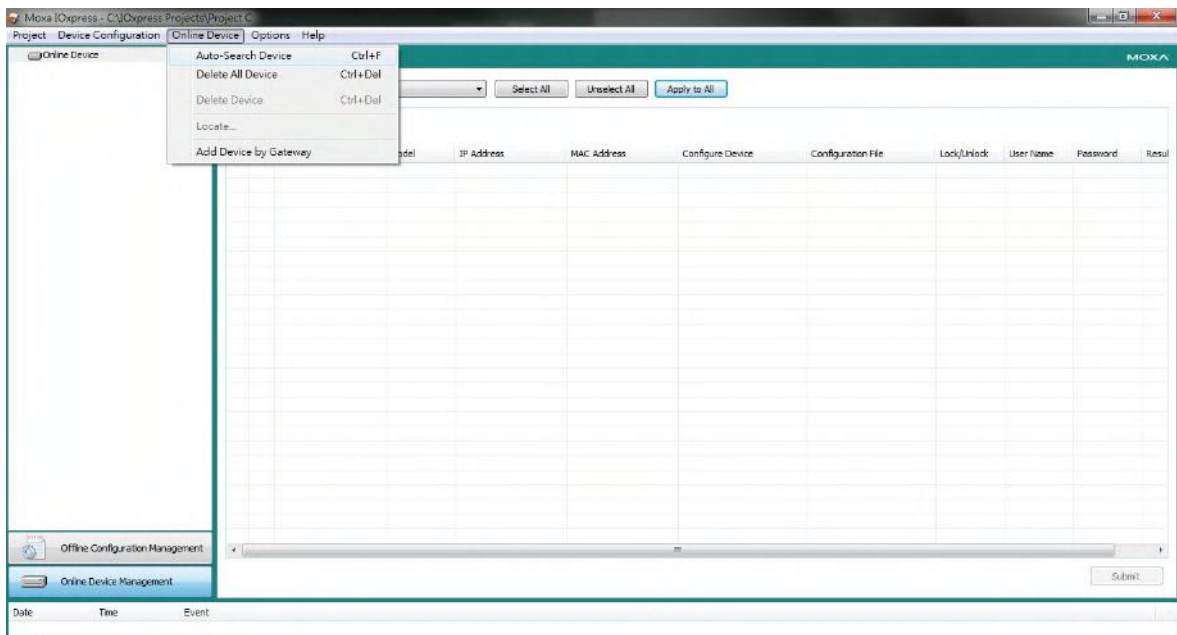 Moxa IOxpress - C:\IOxpress Projects\Project C
Project Device Configuration Online Device Options Help
Online Device
Auto-Search Device Ctrl+F
Delete All Device Ctrl+Del
Delete Device Ctrl+Del
Locate...
Add Device by Gateway
MOXA
Select All Unselect All Apply to All
odel IP Address MAC Address Configure Device Configuration File Lock/Unlock User Name Password Resul
Offline Configuration Management
Online Device Management
Submit
Date Time Event